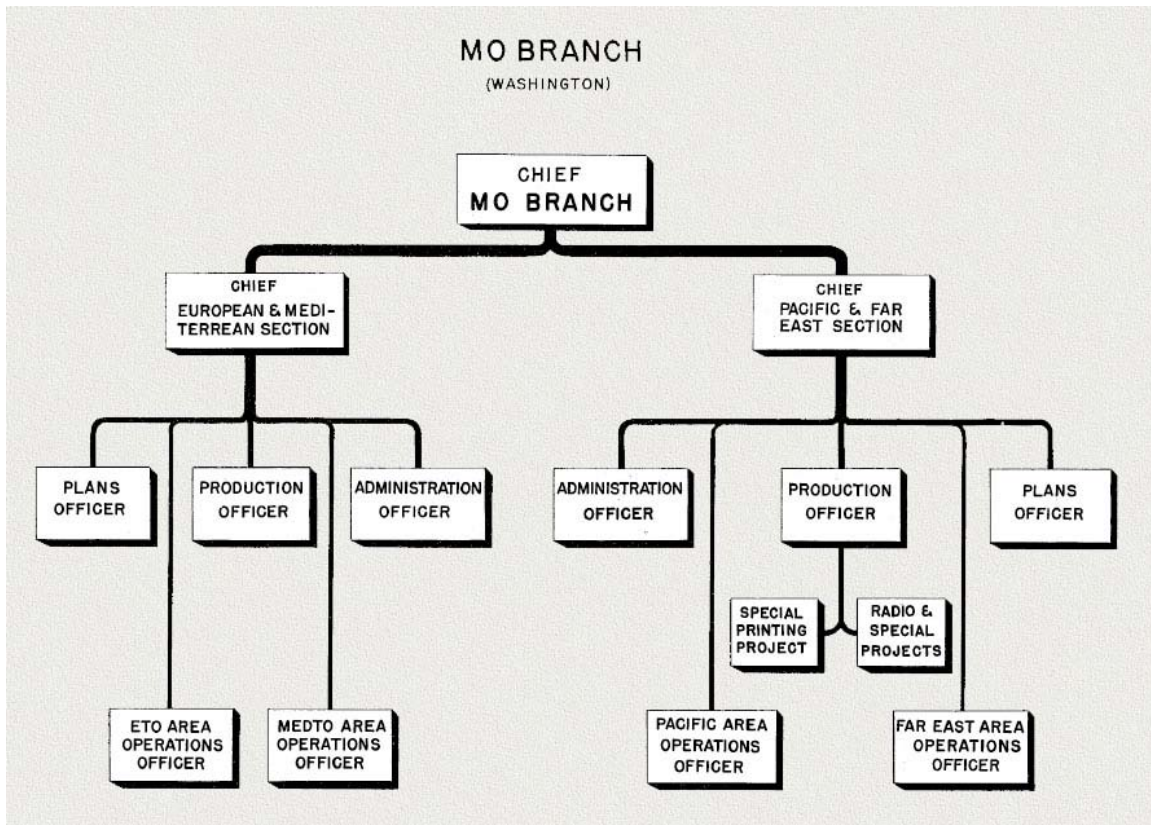 MO BRANCH
(WASHINGTON)
CHIEF
MO BRANCH
CHIEF
EUROPEAN & MEDI-
TERREAN SECTION
CHIEF
PACIFIC & FAR
EAST SECTION
PLANS
OFFICER
PRODUCTION
OFFICER
ADMINISTRATION
OFFICER
ADMINISTRATION
OFFICER
PRODUCTION
OFFICER
PLANS
OFFICER
SPECIAL
PRINTING
PROJECT
RADIO &
SPECIAL
PROJECTS
ETO AREA
OPERATIONS
OFFICER
MEDTO AREA
OPERATIONS
OFFICER
PACIFIC AREA
OPERATIONS
OFFICER
FAR EAST AREA
OPERATIONS
OFFICER